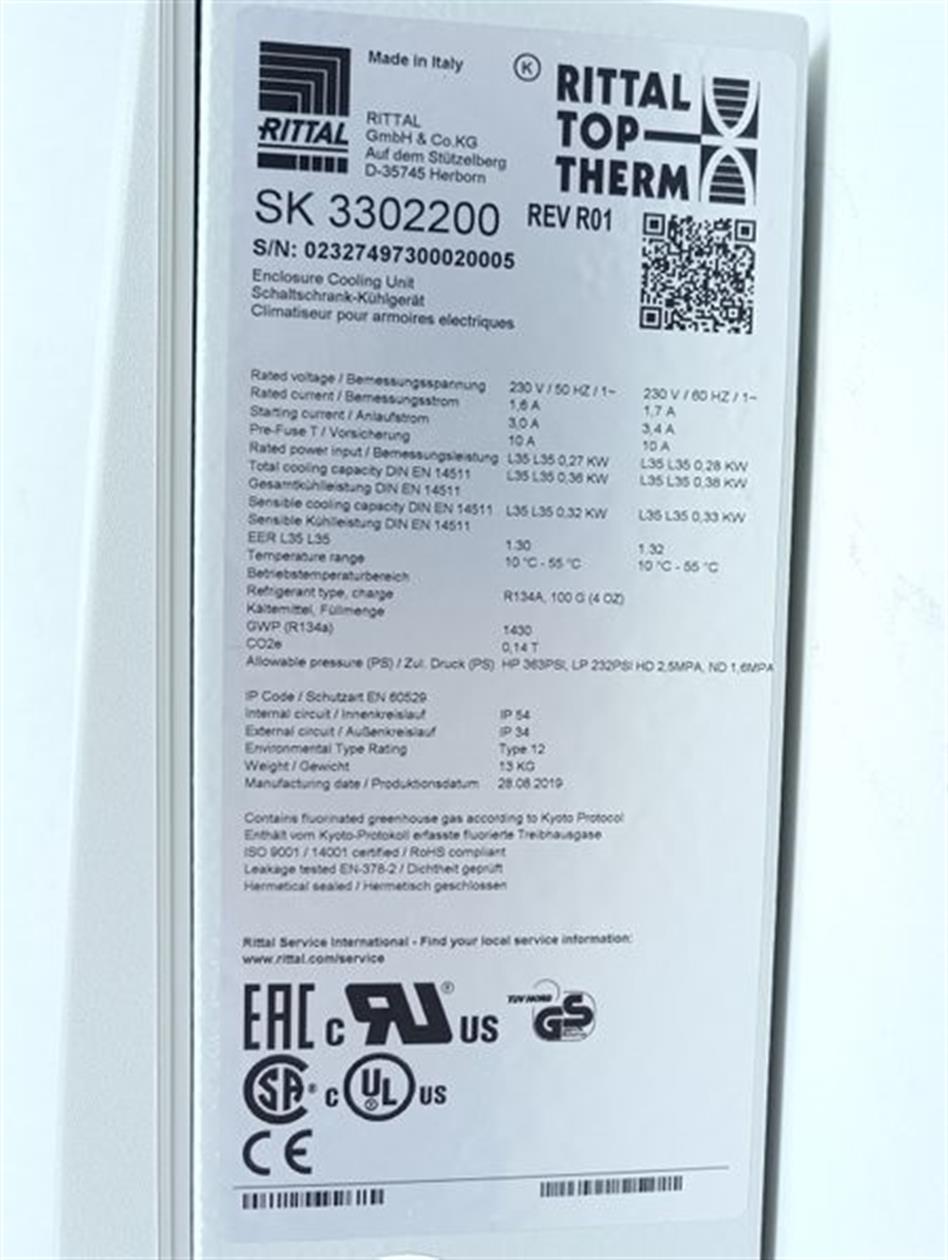 Made in Italy
K
RITTAL
RITTAL
GmbH & Co.KG
Auf dem Stützelberg
D-35745 Herborn
RITTAL
TOP
THERM
SK 3302200 REV R01
S/N: 02327497300020005
Enclosure Cooling Unit
Schaltschrank-Kühlgerät
Climatiseur pour armoires electriques
Rated voltage / Bemessungsspannung 230 V / 50 HZ / 1~ 230 V / 60 HZ / 1~
Rated current / Bemessungsstrom 1,6 A 1,7 A
Starting current / Anlaufstrom 3,0 A 3,4 A
Pre-Fuse T / Vorsicherung 10 A 10 A
Rated power input / Bemessungsleistung L35 L35 0,27 KW L35 L35 0,28 KW
Total cooling capacity DIN EN 14511 L35 L35 0,36 KW L35 L35 0,38 KW
Gesamtkühlleistung DIN EN 14511
Sensible cooling capacity DIN EN 14511 L35 L35 0,32 KW L35 L35 0,33 KW
Sensible Kühlleistung DIN EN 14511
EER L35 L35 1.30 1.32
Temperature range 10 °C - 55 °C 10 °C - 55 °C
Betriebstemperaturbereich
Refrigerant type, charge R134A, 100 G (4 OZ)
Kältemittel, Füllmenge
GWP (R134a) 1430
CO2e 0,14 T
Allowable pressure (PS) / Zul. Druck (PS) HP 363PSI, LP 232PSI HD 2,5MPA, ND 1,6MPA
IP Code / Schutzart EN 60529
Internal circuit / Innenkreislauf IP 54
External circuit / Außenkreislauf IP 34
Environmental Type Rating Type 12
Weight / Gewicht 13 KG
Manufacturing date / Produktionsdatum 28.08.2019
Contains fluorinated greenhouse gas according to Kyoto Protocol
Enthält vom Kyoto-Protokoll erfasste fluorierte Treibhausgase
ISO 9001 / 14001 certified / RoHS compliant
Leakage tested EN-378-2 / Dichtheit geprüft
Hermetical sealed / Hermetisch geschlossen
Rittal Service International - Find your local service information:
www.rittal.com/service
EAC c RU ® US TUV NORD GS
SA ® c UL ® US
CE